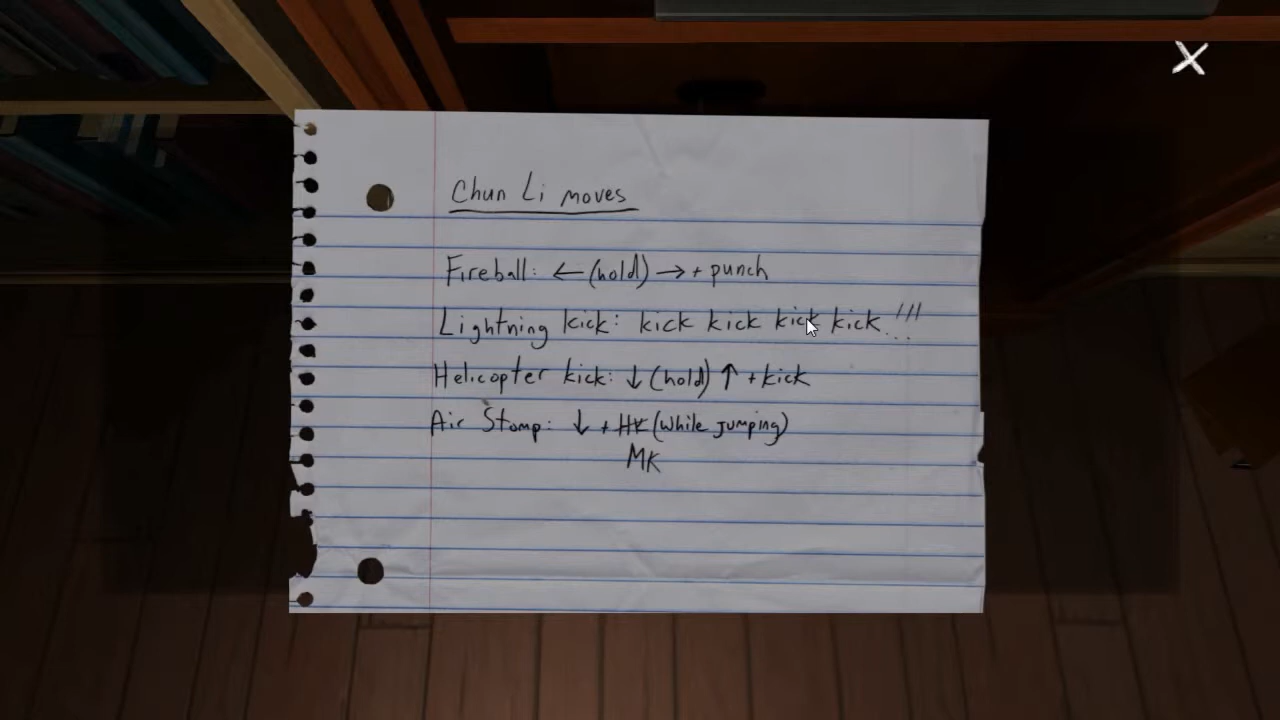 Chun Li moves
Fireball: ← (hold) → + punch
Lightning kick: kick kick kick kick...!!!
Helicopter kick: ↓ (hold) ↑ + kick
Air Stomp: ↓ + HK (while jumping)
MK